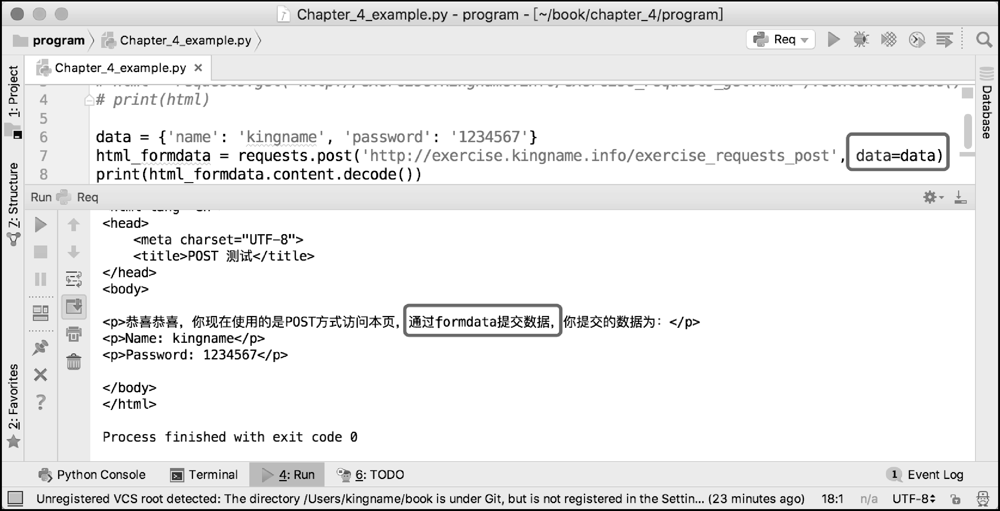 Chapter_4_example.py - program - [~/book/chapter_4/program]
program
Chapter_4_example.py
Req
Chapter_4_example.py
1: Project
7: Structure
2: Favorites
Database
4 # print(html)
5
6 data = {'name': 'kingname', 'password': '1234567'}
7 html_formdata = requests.post('http://exercise.kingname.info/exercise_requests_post', data=data)
8 print(html_formdata.content.decode())
Run Req
<head>
    <meta charset="UTF-8">
    <title>POST 测试</title>
</head>
<body>
<p>恭喜恭喜，你现在使用的是POST方式访问本页，通过formdata提交数据，你提交的数据为：</p>
<p>Name: kingname</p>
<p>Password: 1234567</p>
</body>
</html>
Process finished with exit code 0
Python Console Terminal 4: Run 6: TODO 1 Event Log
Unregistered VCS root detected: The directory /Users/kingname/book is under Git, but is not registered in the Settin... (23 minutes ago) 18:1 n/a UTF-8